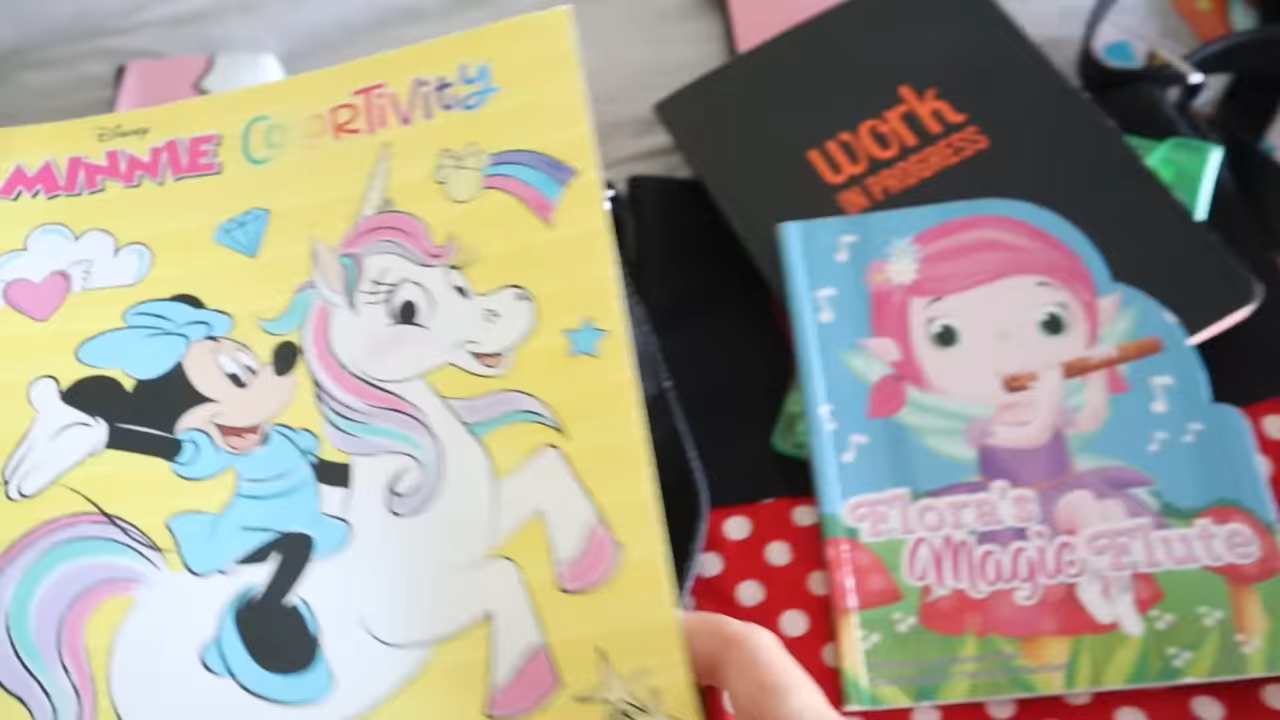 Disney
MINNIE COLORTIVITY
work
IN PROGRESS
Flora's
Magic Flute